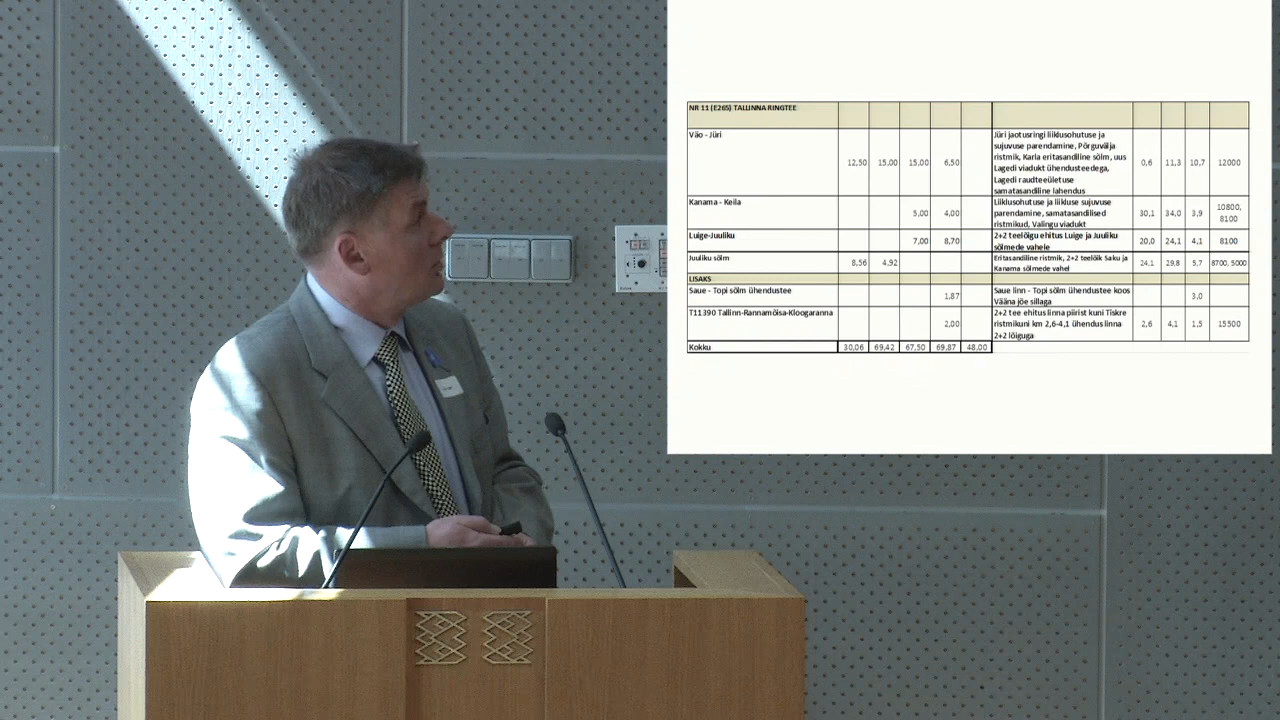 NR 11 (E265) TALLINNA RINGTEE
Väo - Jüri
12,50 15,00 15,00 6,50
Jüri jaotusringi liiklusohutuse ja
sujuvuse parendamine, Põrguvälja
ristmik, Karla eritasandiline sõlm, uus
Lagedi viadukt ühendusteedega,
Lagedi raudteeületuse
samatasandiline lahendus
0,6 11,3 10,7 12000
Kanama - Keila
5,00 4,00
Liiklusohutuse ja liikluse sujuvuse
parendamine, samatasandilised
ristmikud, Valingu viadukt
30,1 34,0 3,9 10800,
8100
Luige-Juuliku
7,00 8,70
2+2 teelõigu ehitus Luige ja Juuliku
sõlmede vahele
20,0 24,1 4,1 8100
Juuliku sõlm
8,56 4,92
Eritasandiline ristmik, 2+2 teelõik Saku ja
Kanama sõlmede vahel
24,1 29,8 5,7 8700, 5000
LISAKS
Saue - Topi sõlm ühendustee
1,87
Saue linn - Topi sõlm ühendustee koos
Vääna jõe sillaga
3,0
T11390 Tallinn-Rannamõisa-Kloogaranna
2,00
2+2 tee ehitus linna piirist kuni Tiskre
ristmikuni km 2,6-4,1 ühendus linna
2+2 lõiguga
2,6 4,1 1,5 15500
Kokku 30,06 69,42 67,50 69,87 48,00